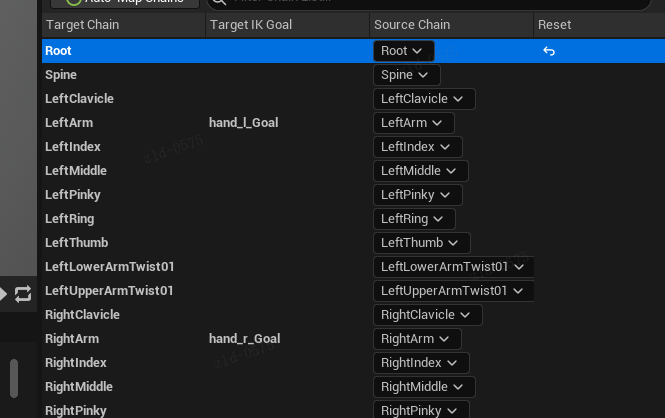 Auto-Map Chains Filter Chain List...
Target Chain Target IK Goal Source Chain Reset
Root Root
Spine Spine
LeftClavicle LeftClavicle
LeftArm hand_l_Goal LeftArm
LeftIndex LeftIndex
LeftMiddle LeftMiddle
LeftPinky LeftPinky
LeftRing LeftRing
LeftThumb LeftThumb
LeftLowerArmTwist01 LeftLowerArmTwist01
LeftUpperArmTwist01 LeftUpperArmTwist01
RightClavicle RightClavicle
RightArm hand_r_Goal RightArm
RightIndex RightIndex
RightMiddle RightMiddle
RightPinky RightPinky